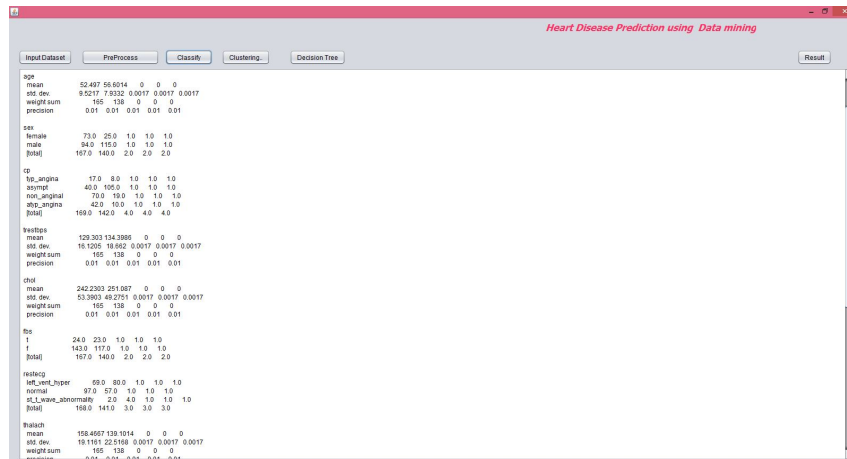 Heart Disease Prediction using Data mining
Input Dataset PreProcess Classify Clustering.. Decision Tree Result
age
mean 52.497 56.6014 0 0 0
std. dev. 9.5217 7.9332 0.0017 0.0017 0.0017
weight sum 165 138 0 0 0
precision 0.01 0.01 0.01 0.01 0.01
sex
female 73.0 25.0 1.0 1.0 1.0
male 94.0 115.0 1.0 1.0 1.0
[total] 167.0 140.0 2.0 2.0 2.0
cp
typ_angina 17.0 8.0 1.0 1.0 1.0
asympt 40.0 105.0 1.0 1.0 1.0
non_anginal 70.0 19.0 1.0 1.0 1.0
atyp_angina 42.0 10.0 1.0 1.0 1.0
[total] 169.0 142.0 4.0 4.0 4.0
trestbps
mean 129.303 134.3986 0 0 0
std. dev. 16.1205 18.662 0.0017 0.0017 0.0017
weight sum 165 138 0 0 0
precision 0.01 0.01 0.01 0.01 0.01
chol
mean 242.2303 251.087 0 0 0
std. dev. 53.3903 49.2751 0.0017 0.0017 0.0017
weight sum 165 138 0 0 0
precision 0.01 0.01 0.01 0.01 0.01
fbs
t 24.0 23.0 1.0 1.0 1.0
f 143.0 117.0 1.0 1.0 1.0
[total] 167.0 140.0 2.0 2.0 2.0
restecg
left_vent_hyper 69.0 80.0 1.0 1.0 1.0
normal 97.0 57.0 1.0 1.0 1.0
st_t_wave_abnormality 2.0 4.0 1.0 1.0 1.0
[total] 168.0 141.0 3.0 3.0 3.0
thalach
mean 158.4667 139.1014 0 0 0
std. dev. 19.1161 22.5168 0.0017 0.0017 0.0017
weight sum 165 138 0 0 0
precision 0.01 0.01 0.01 0.01 0.01